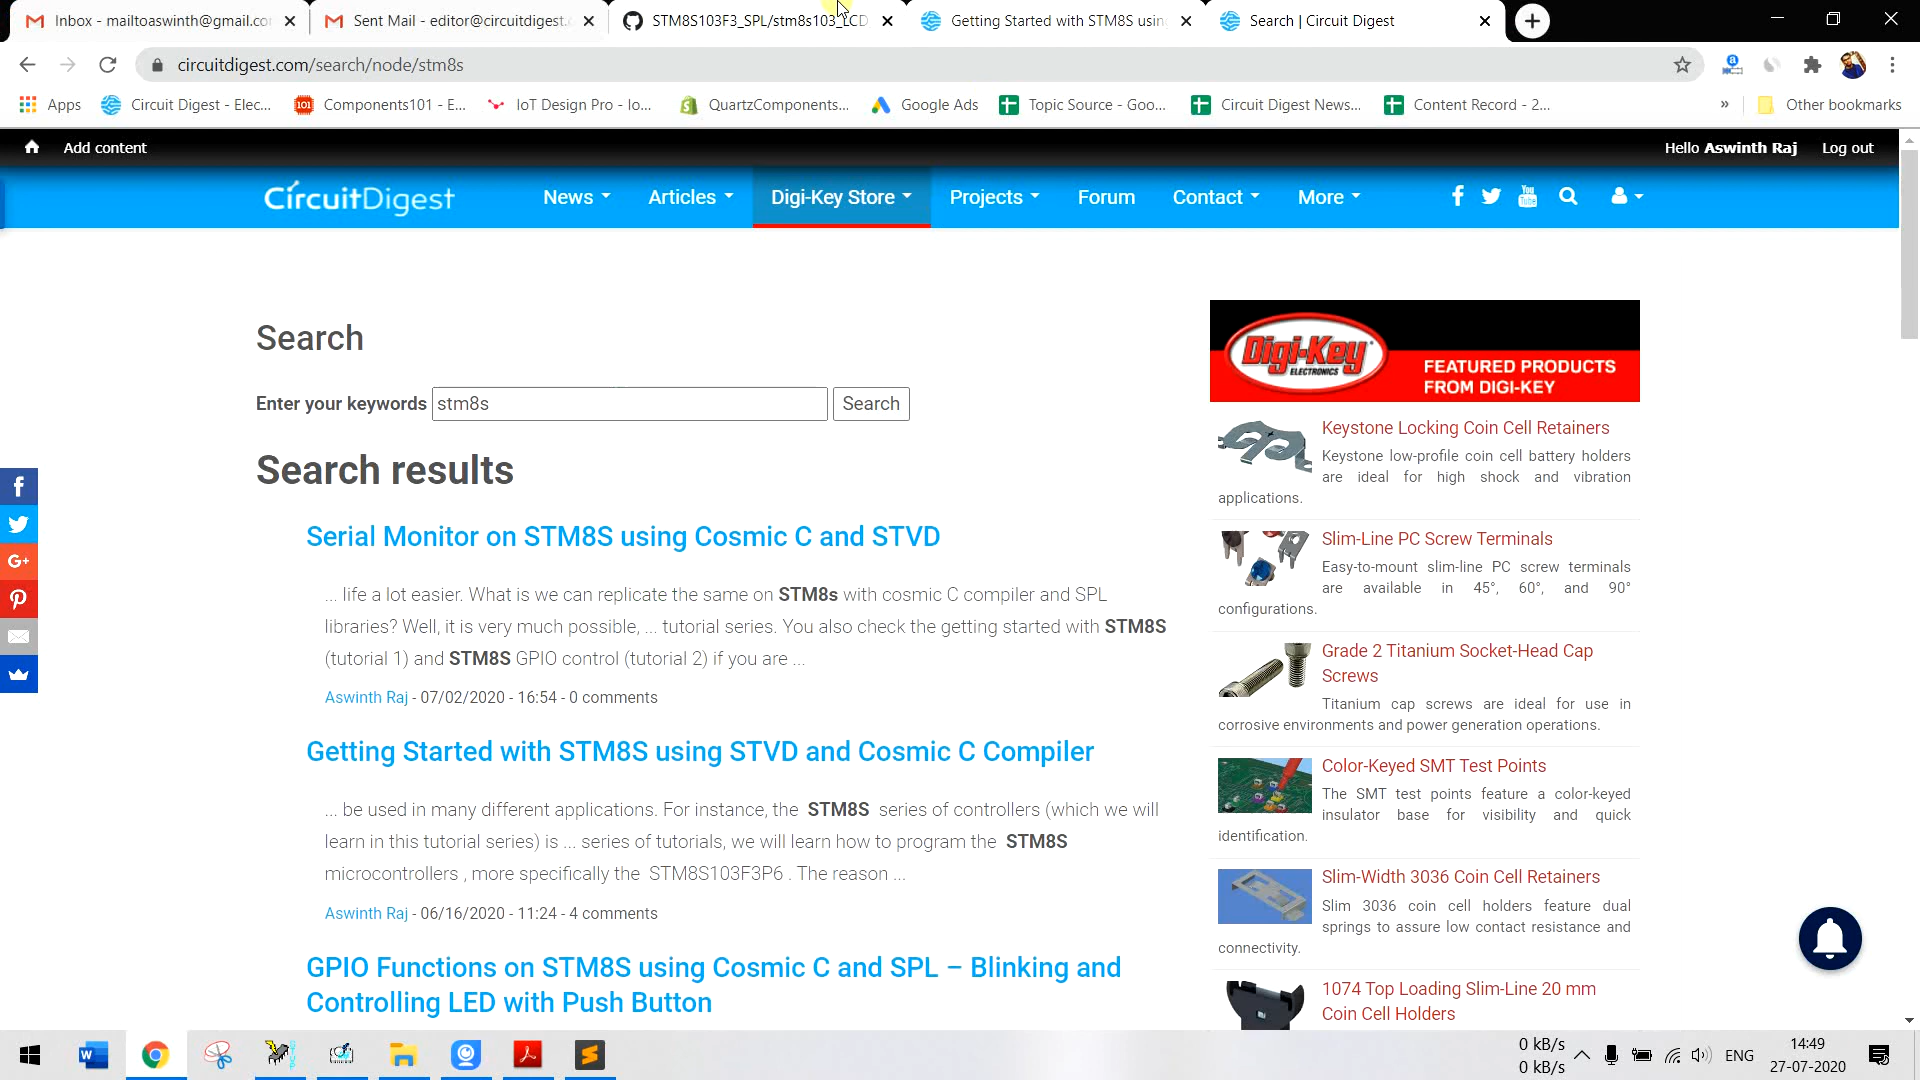 Inbox - mailtoaswinth@gmail.co
Sent Mail - editor@circuitdigest.
STM8S103F3_SPL/stm8s103_LCD
Getting Started with STM8S usin
Search | Circuit Digest
circuitdigest.com/search/node/stm8s
Apps
Circuit Digest - Elec...
Components101 - E...
IoT Design Pro - Io...
QuartzComponents...
Google Ads
Topic Source - Goo...
Circuit Digest News...
Content Record - 2...
»
Other bookmarks
Add content
Hello Aswinth Raj
Log out
CircuitDigest
News
Articles
Digi-Key Store
Projects
Forum
Contact
More
You Tube
Search
Enter your keywords stm8s Search
Search results
Serial Monitor on STM8S using Cosmic C and STVD
... life a lot easier. What is we can replicate the same on STM8s with cosmic C compiler and SPL
libraries? Well, it is very much possible, ... tutorial series. You also check the getting started with STM8S
(tutorial 1) and STM8S GPIO control (tutorial 2) if you are ...
Aswinth Raj - 07/02/2020 - 16:54 - 0 comments
Getting Started with STM8S using STVD and Cosmic C Compiler
... be used in many different applications. For instance, the STM8S series of controllers (which we will
learn in this tutorial series) is ... series of tutorials, we will learn how to program the STM8S
microcontrollers , more specifically the STM8S103F3P6 . The reason ...
Aswinth Raj - 06/16/2020 - 11:24 - 4 comments
GPIO Functions on STM8S using Cosmic C and SPL – Blinking and
Controlling LED with Push Button
Digi-Key
ELECTRONICS
FEATURED PRODUCTS
FROM DIGI-KEY
Keystone Locking Coin Cell Retainers
Keystone low-profile coin cell battery holders
are ideal for high shock and vibration
applications.
Slim-Line PC Screw Terminals
Easy-to-mount slim-line PC screw terminals
are available in 45°, 60°, and 90°
configurations.
Grade 2 Titanium Socket-Head Cap
Screws
Titanium cap screws are ideal for use in
corrosive environments and power generation operations.
Color-Keyed SMT Test Points
The SMT test points feature a color-keyed
insulator base for visibility and quick
identification.
Slim-Width 3036 Coin Cell Retainers
Slim 3036 coin cell holders feature dual
springs to assure low contact resistance and
connectivity.
1074 Top Loading Slim-Line 20 mm
Coin Cell Holders
0 kB/s
0 kB/s
ENG
14:49
27-07-2020